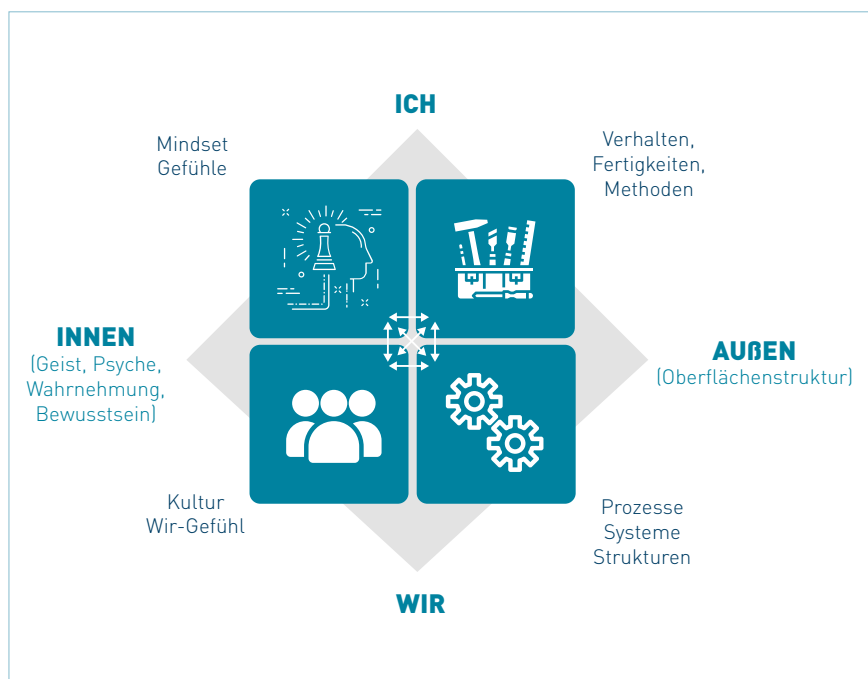 ICH
Mindset
Gefühle
Verhalten,
Fertigkeiten,
Methoden
INNEN
(Geist, Psyche,
Wahrnehmung,
Bewusstsein)
AUßEN
(Oberflächenstruktur)
Kultur
Wir-Gefühl
Prozesse
Systeme
Strukturen
WIR